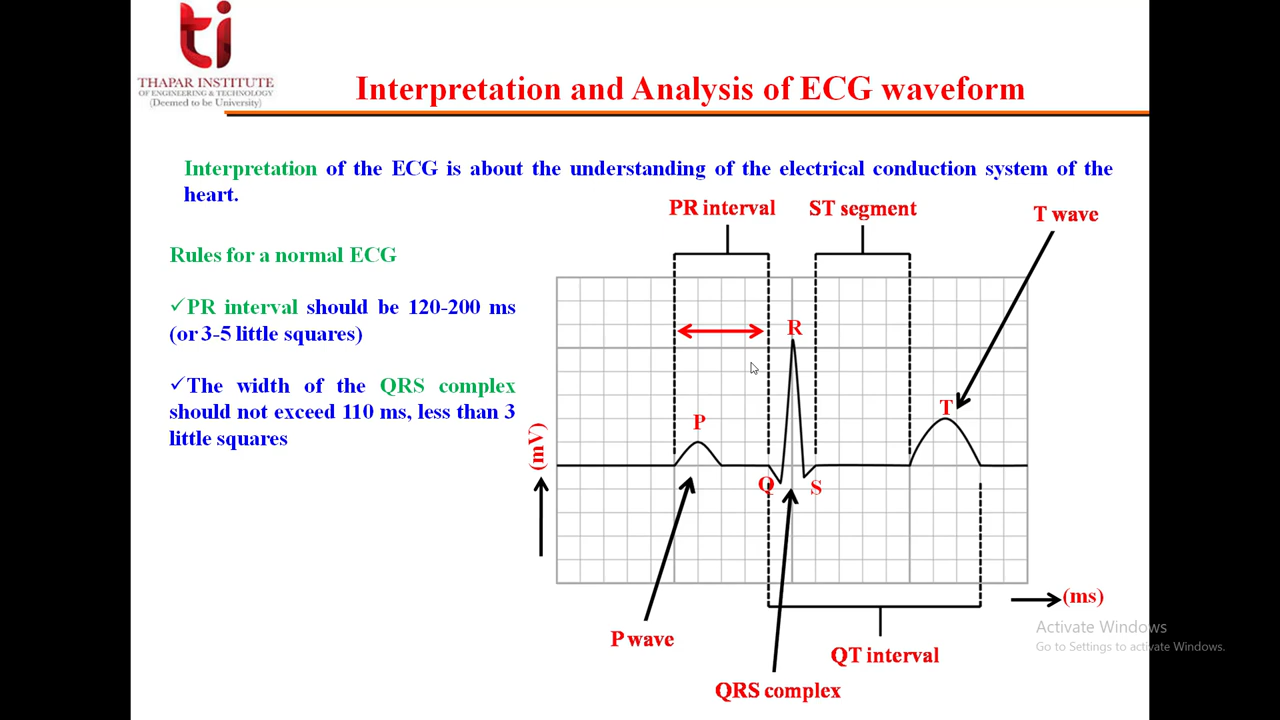 ti
THAPAR INSTITUTE
OF ENGINEERING & TECHNOLOGY
(Deemed to be University)
Interpretation and Analysis of ECG waveform
Interpretation of the ECG is about the understanding of the electrical conduction system of the
heart.
PR interval
ST segment
T wave
Rules for a normal ECG
✓PR interval should be 120-200 ms
(or 3-5 little squares)
✓The width of the QRS complex
should not exceed 110 ms, less than 3
little squares
R
P
T
(mV)
Q
S
(ms)
P wave
QT interval
QRS complex
Activate Windows
Go to Settings to activate Windows.